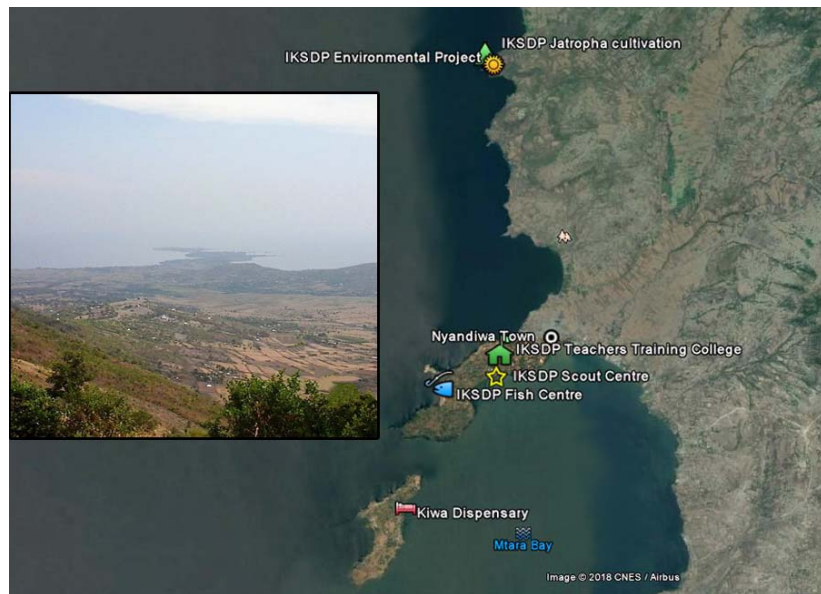 IKSDP Jatropha cultivation
IKSDP Environmental Project
Nyandiwa Town
IKSDP Teachers Training College
IKSDP Scout Centre
IKSDP Fish Centre
Kiwa Dispensary
Mtara Bay
Image © 2018 CNES / Airbus